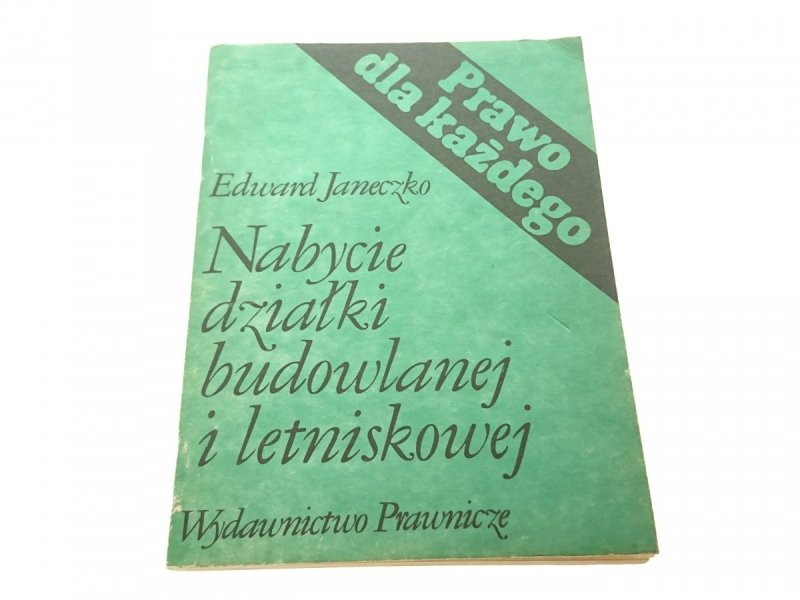 Prawo
dla każdego
Edward Janeczko
Nabycie
działki
budowlanej
i letniskowej
Wydawnictwo Prawnicze